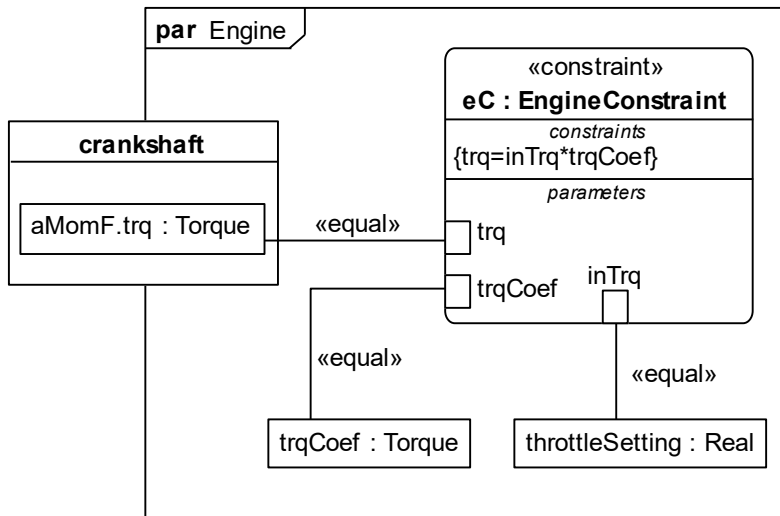 par Engine
«constraint»
eC : EngineConstraint
constraints
{trq=inTrq*trqCoef}
parameters
crankshaft
aMomF.trq : Torque
«equal»
trq
trqCoef
inTrq
«equal»
«equal»
trqCoef : Torque
throttleSetting : Real